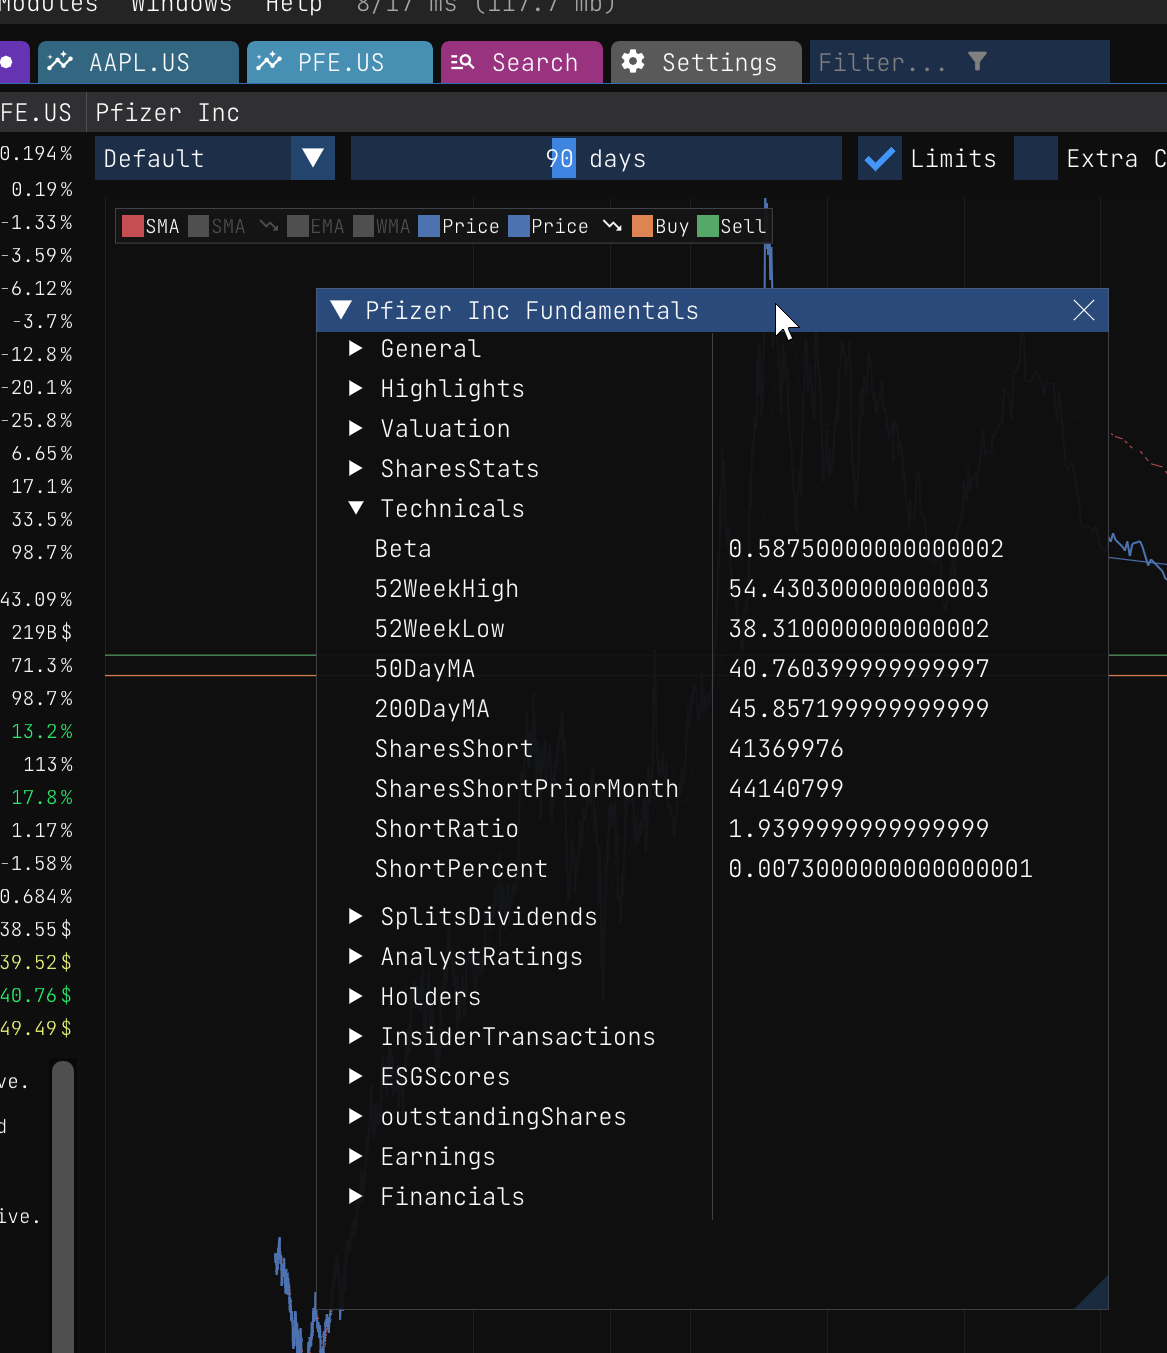 Modules Windows Help 8/17 ms (117.7 mb)
AAPL.US PFE.US Search Settings Filter...
FE.US Pfizer Inc
0.194%
Default 90 days Limits Extra C
0.19%
-1.33%
SMA SMA EMA WMA Price Price Buy Sell
-3.59%
-6.12%
-3.7%
-12.8%
-20.1%
-25.8%
6.65%
17.1%
33.5%
98.7%
43.09%
219B$
71.3%
98.7%
13.2%
113%
17.8%
1.17%
-1.58%
0.684%
38.55$
39.52$
40.76$
49.49$
ve.
d
ive.
Pfizer Inc Fundamentals
General
Highlights
Valuation
SharesStats
Technicals
Beta 0.58750000000000002
52WeekHigh 54.430300000000003
52WeekLow 38.310000000000002
50DayMA 40.760399999999997
200DayMA 45.857199999999999
SharesShort 41369976
SharesShortPriorMonth 44140799
ShortRatio 1.9399999999999999
ShortPercent 0.0073000000000000001
SplitsDividends
AnalystRatings
Holders
InsiderTransactions
ESGScores
outstandingShares
Earnings
Financials